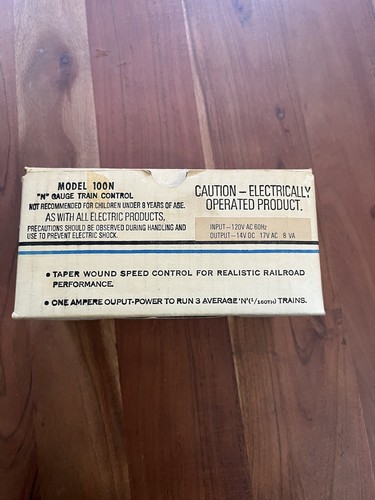 MODEL 100N
"N" GAUGE TRAIN CONTROL
NOT RECOMMENDED FOR CHILDREN UNDER 8 YEARS OF AGE.
AS WITH ALL ELECTRIC PRODUCTS,
PRECAUTIONS SHOULD BE OBSERVED DURING HANDLING AND
USE TO PREVENT ELECTRIC SHOCK.
CAUTION – ELECTRICALLY
OPERATED PRODUCT.
INPUT—120V AC 60Hz
OUTPUT—14V DC 17V AC 8 VA
• TAPER WOUND SPEED CONTROL FOR REALISTIC RAILROAD
PERFORMANCE.
• ONE AMPERE OUPUT-POWER TO RUN 3 AVERAGE 'N'(1/160TH) TRAINS.